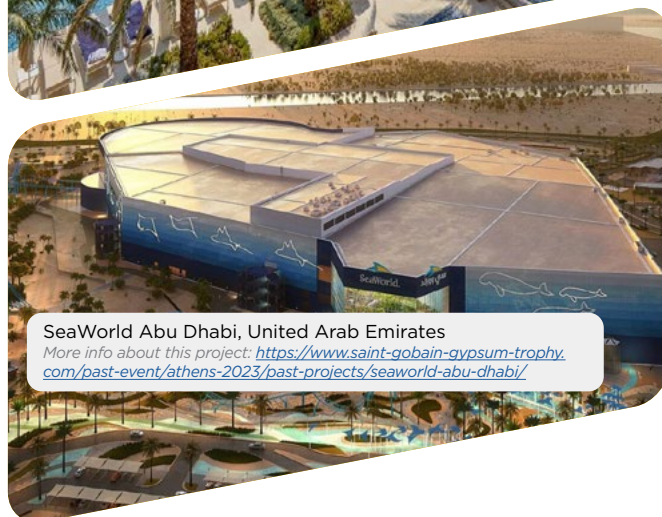 SeaWorld.
SeaWorld Abu Dhabi, United Arab Emirates
More info about this project: https://www.saint-gobain-gypsum-trophy.
com/past-event/athens-2023/past-projects/seaworld-abu-dhabi/